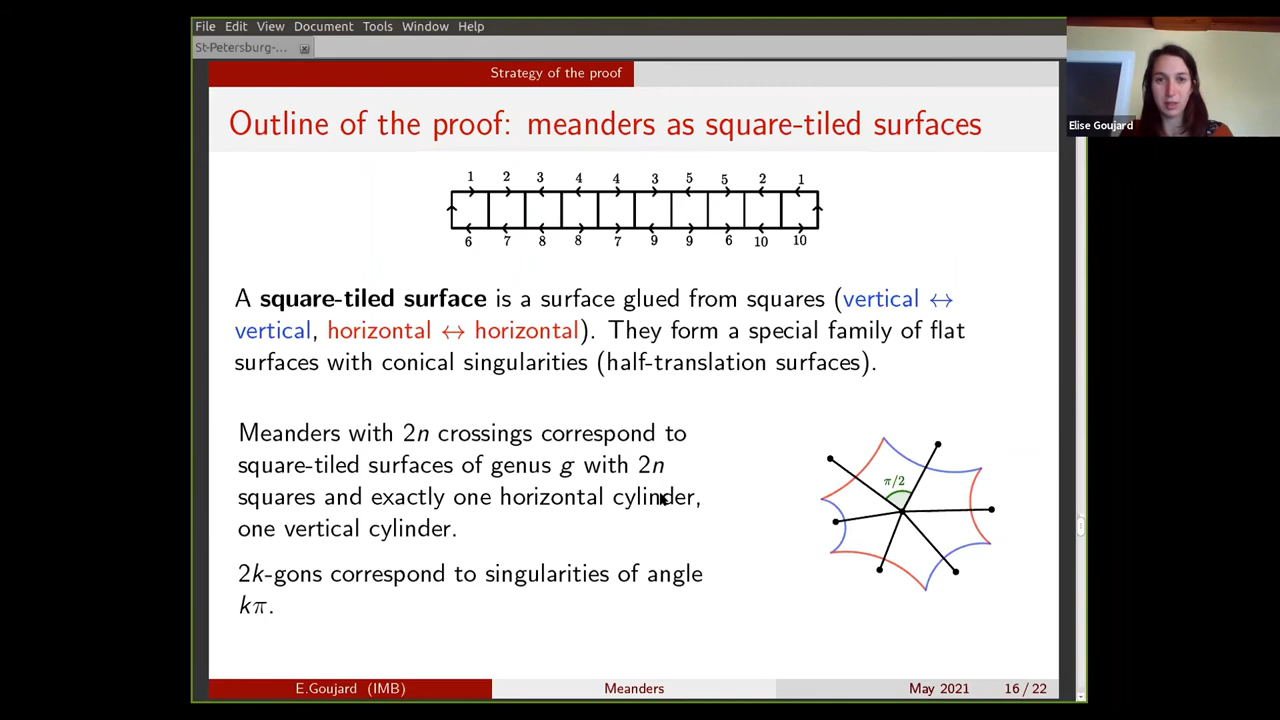 File Edit View Document Tools Window Help
St-Petersburg-...
Strategy of the proof
Outline of the proof: meanders as square-tiled surfaces
1 2 3 4 4 3 5 5 2 1
6 7 8 8 7 9 9 6 10 10
A square-tiled surface is a surface glued from squares (vertical ↔
vertical, horizontal ↔ horizontal). They form a special family of flat
surfaces with conical singularities (half-translation surfaces).
Meanders with 2n crossings correspond to
square-tiled surfaces of genus g with 2n
squares and exactly one horizontal cylinder,
one vertical cylinder.
2k-gons correspond to singularities of angle
kπ.
π/2
E.Goujard (IMB) Meanders May 2021 16 / 22
Elise Goujard